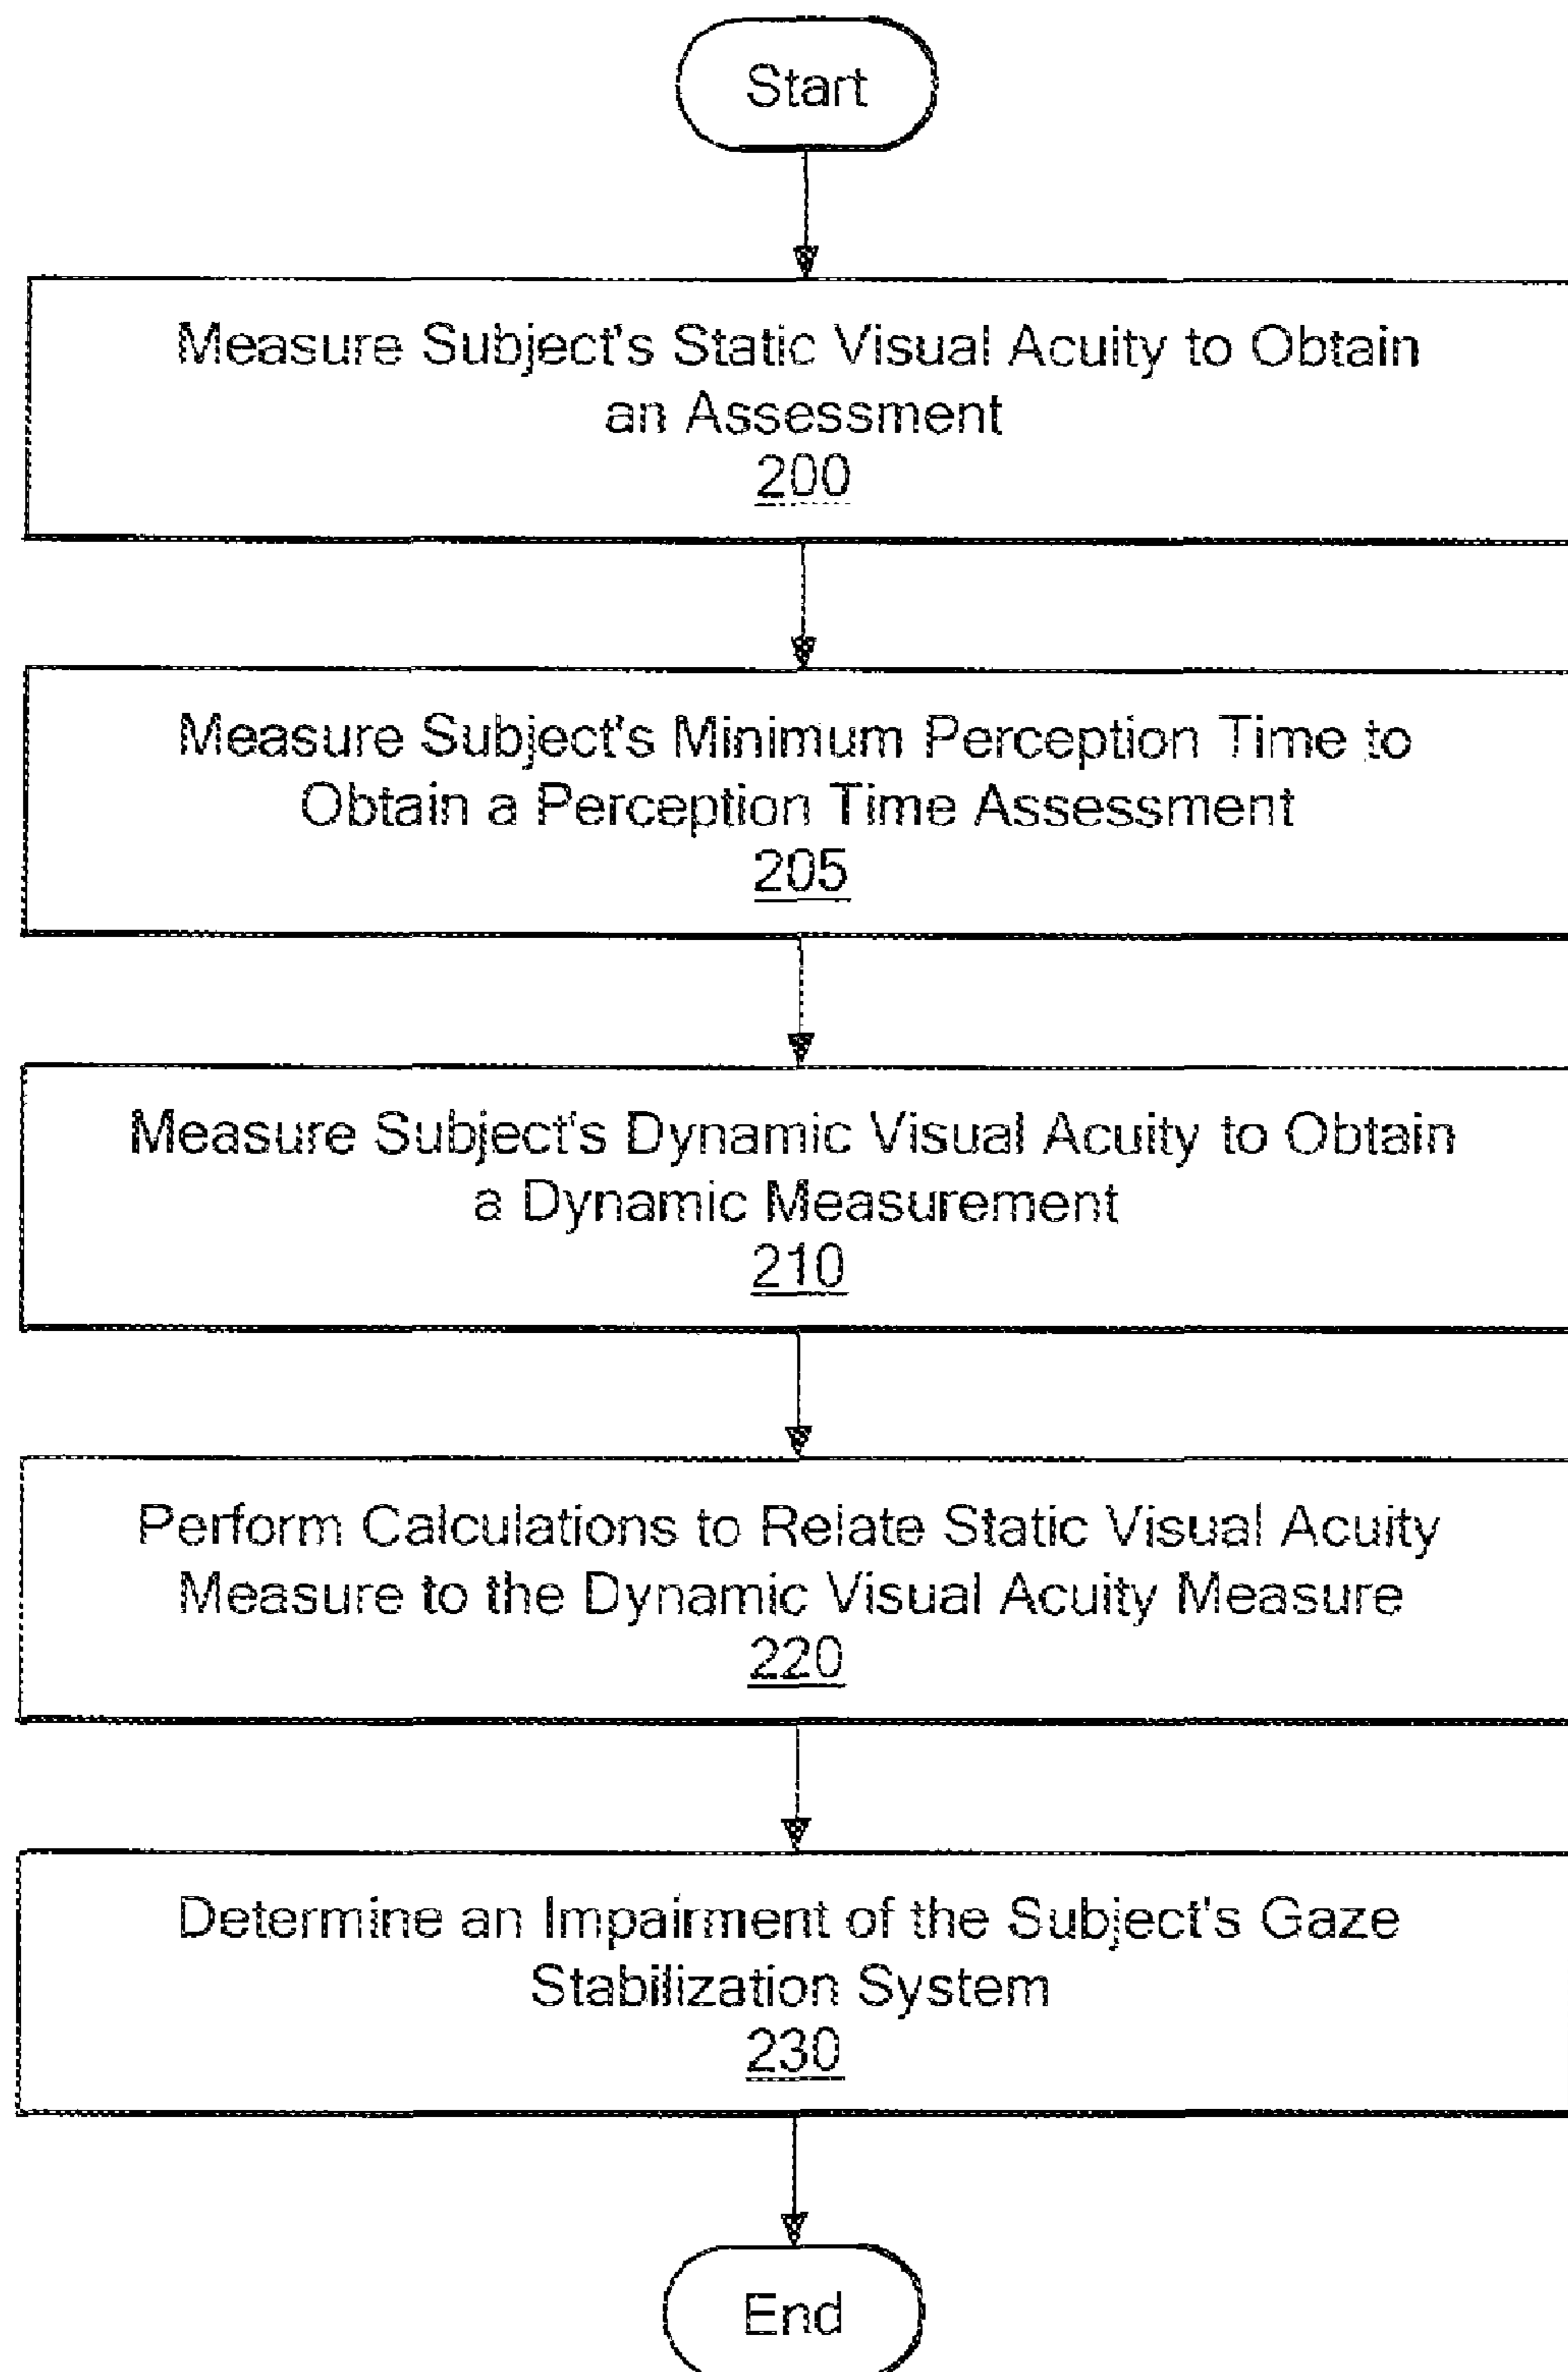 Start
Measure Subject's Static Visual Acuity to Obtain
an Assessment
200
Measure Subject's Minimum Perception Time to
Obtain a Perception Time Assessment
205
Measure Subject's Dynamic Visual Acuity to Obtain
a Dynamic Measurement
210
Perform Calculations to Relate Static Visual Acuity
Measure to the Dynamic Visual Acuity Measure
220
Determine an Impairment of the Subject's Gaze
Stabilization System
230
End